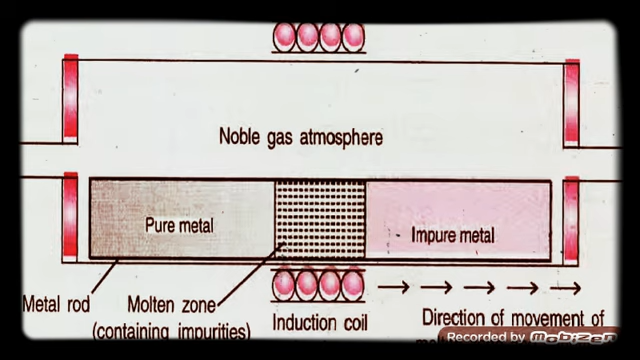 Noble gas atmosphere
Pure metal
Impure metal
Metal rod
Molten zone
(containing impurities)
Induction coil
Direction of movement of
Recorded by
MOBIZEN